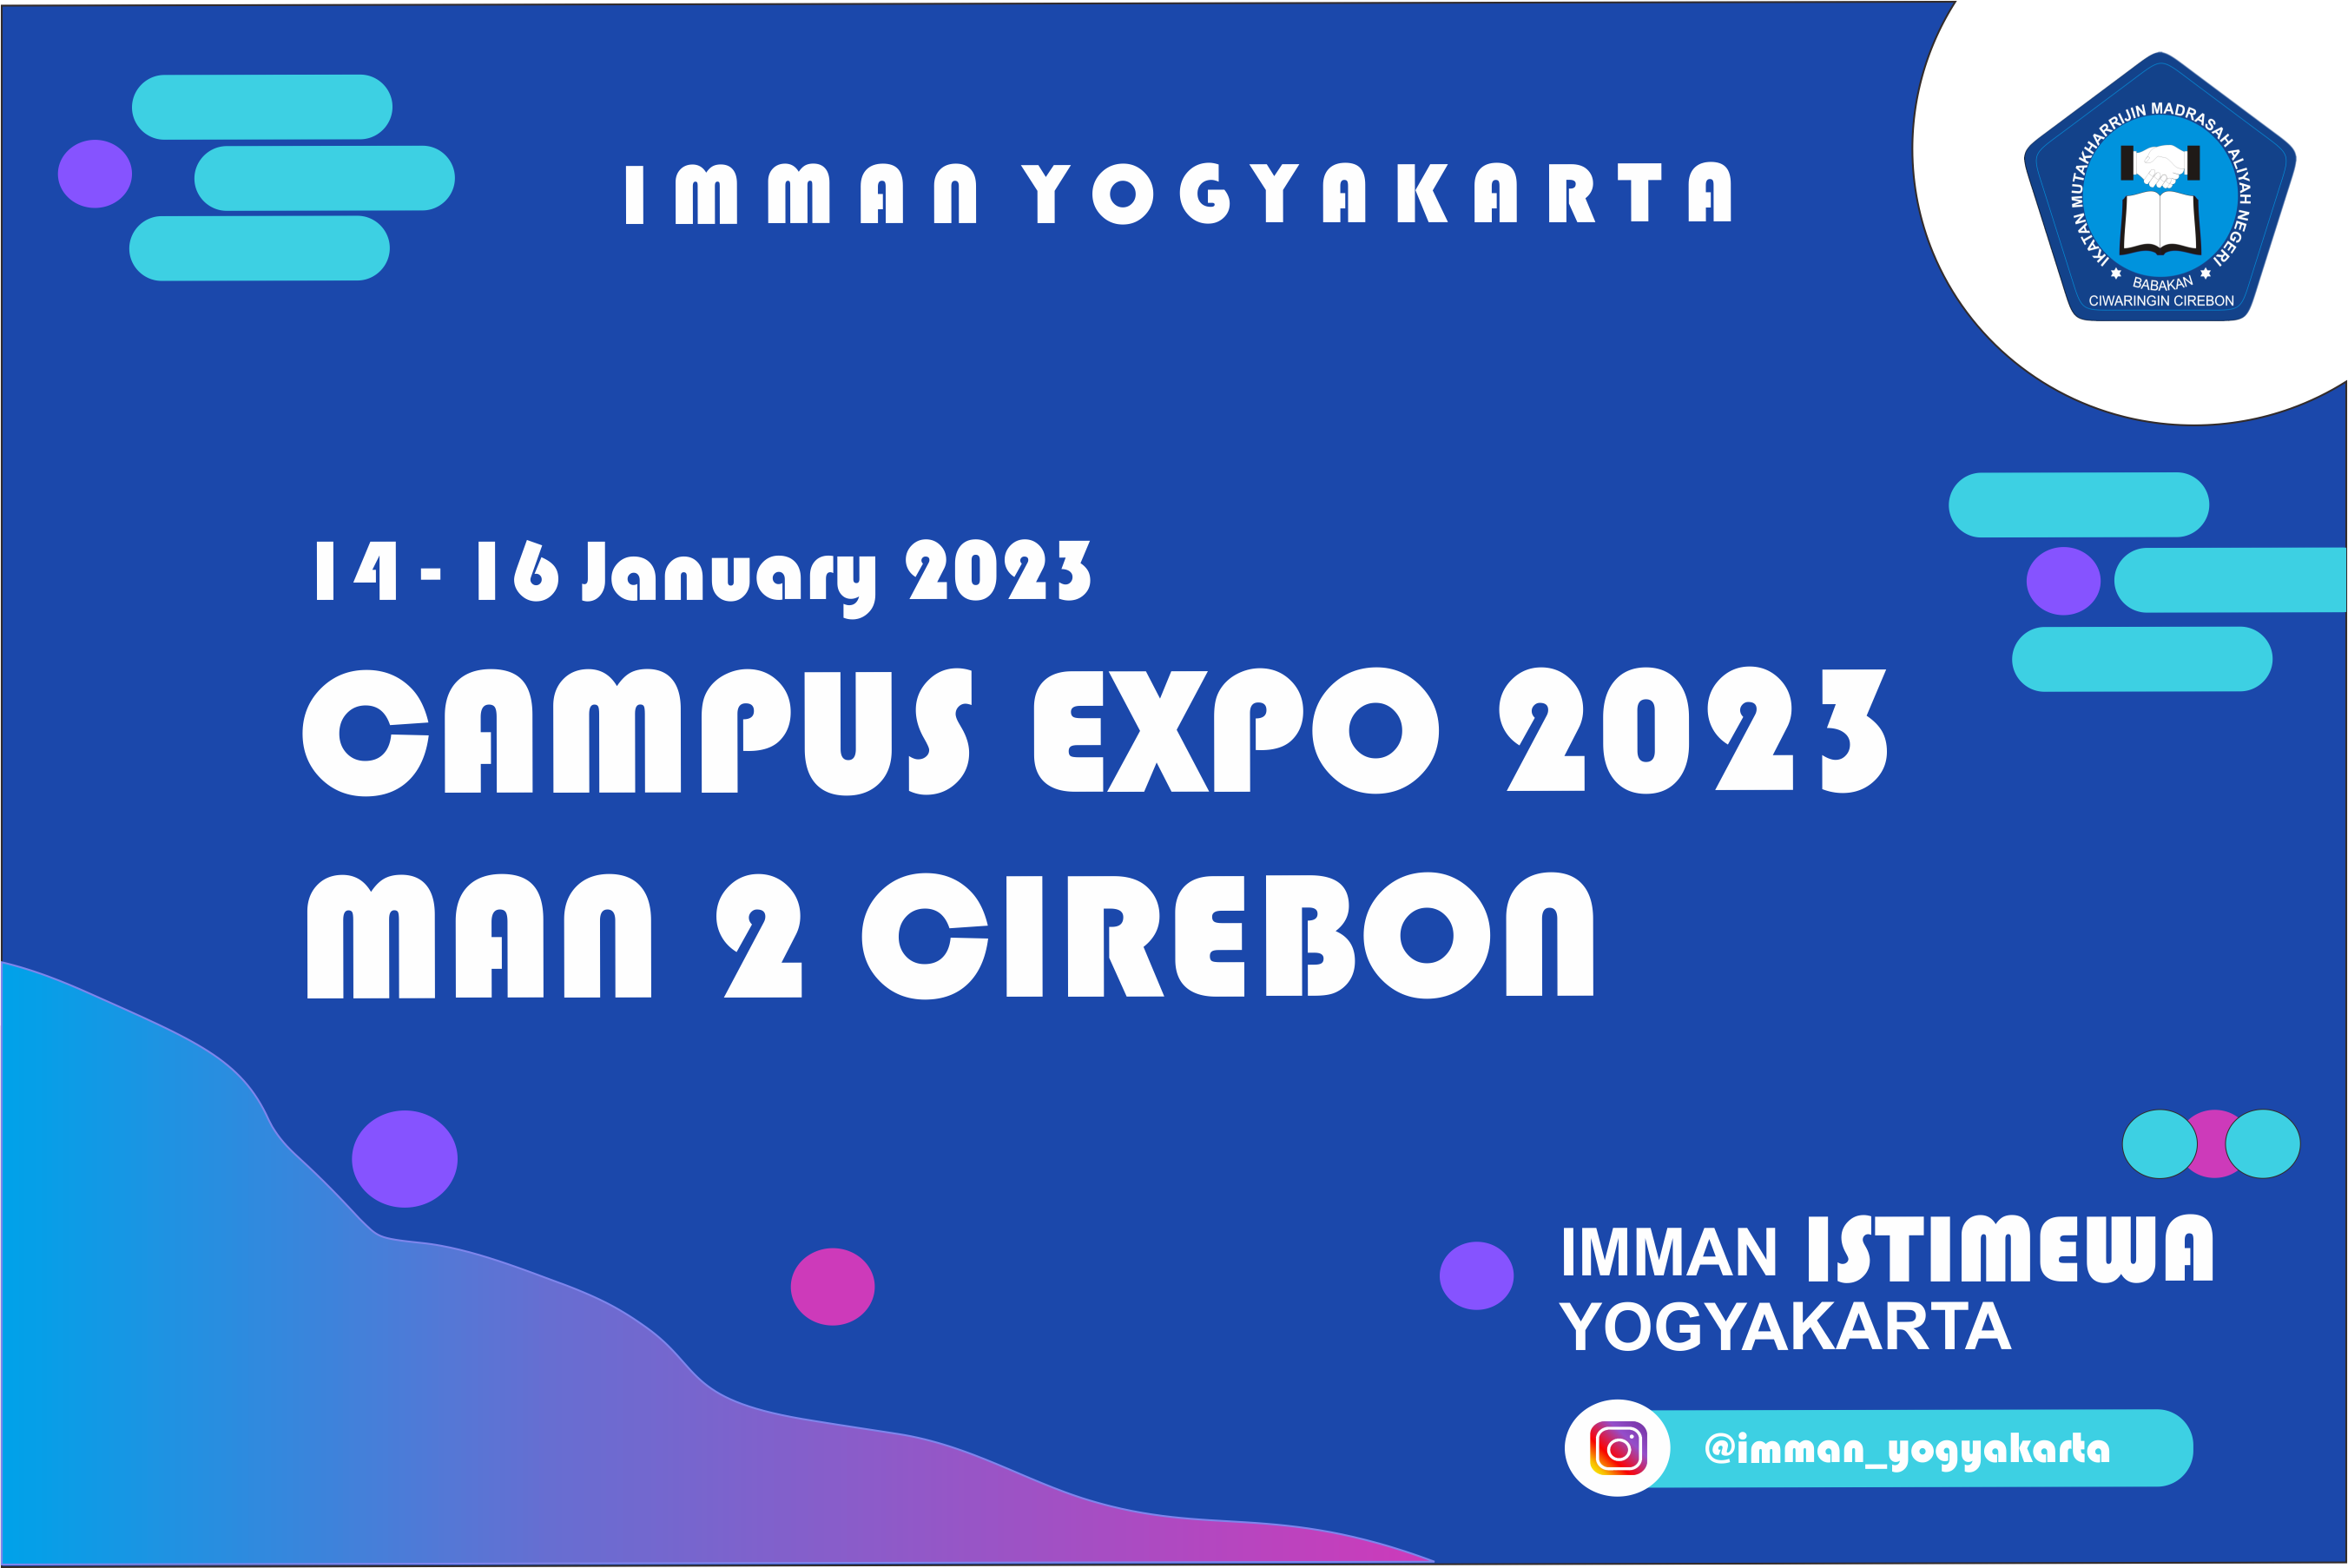 IMMAN YOGYAKARTA
IKATAN MUTAKHARRIJIN MADRASAH ALIYAH NEGERI
BABAKAN
CIWARINGIN CIREBON
14 - 16 January 2023
CAMPUS EXPO 2023
MAN 2 CIREBON
IMMAN ISTIMEWA
YOGYAKARTA
@imman_yogyakarta